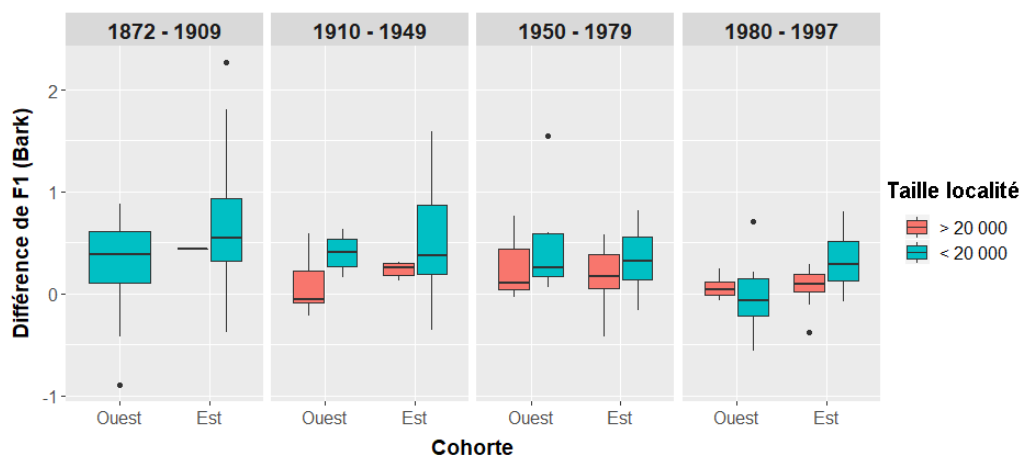 1872 - 1909
1910 - 1949
1950 - 1979
1980 - 1997
Différence de F1 (Bark)
2
1
0
-1
Ouest
Est
Ouest
Est
Ouest
Est
Ouest
Est
Cohorte
Taille localité
> 20 000
< 20 000